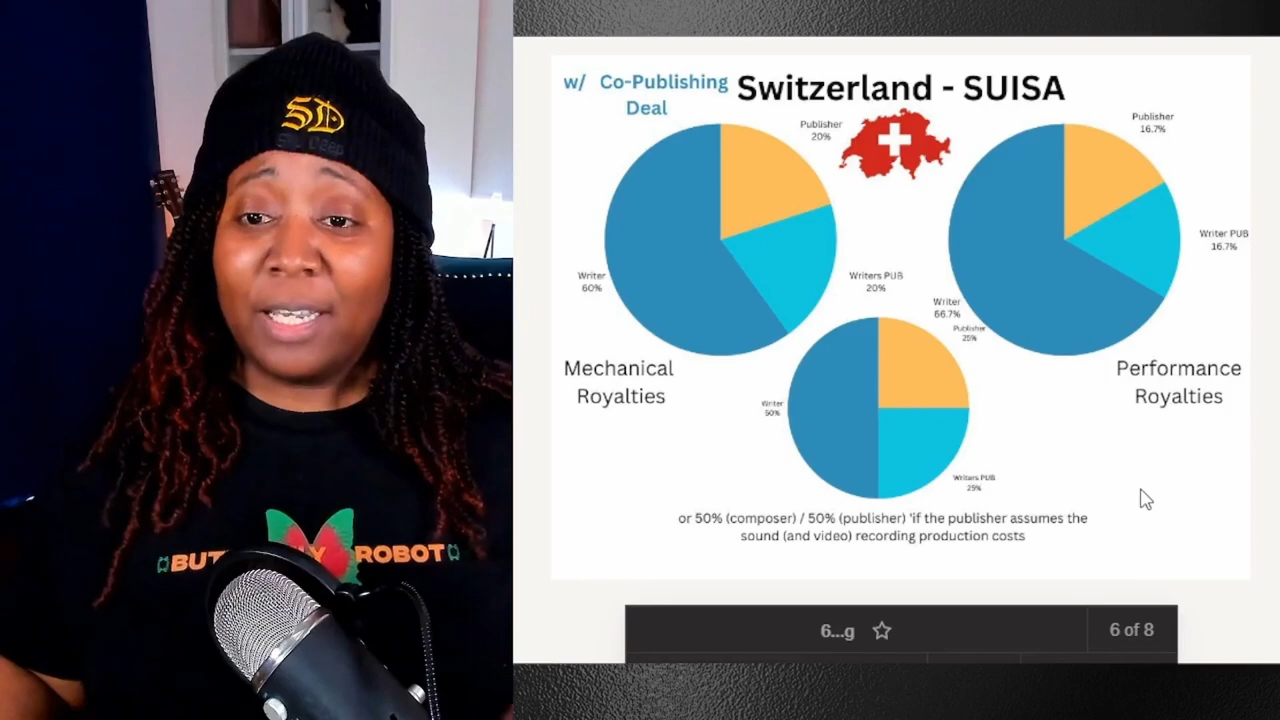 SD
w/ Co-Publishing
Deal
Switzerland - SUISA
Publisher
20%
Publisher
16.7%
Writer PUB
16.7%
Writer
60%
Writers PUB
20%
Writer
66.7%
Publisher
25%
Mechanical
Royalties
Performance
Royalties
Writer
50%
Writers PUB
25%
or 50% (composer) / 50% (publisher) 'if the publisher assumes the
sound (and video) recording production costs
BUT LY ROBOT
6...g
6 of 8